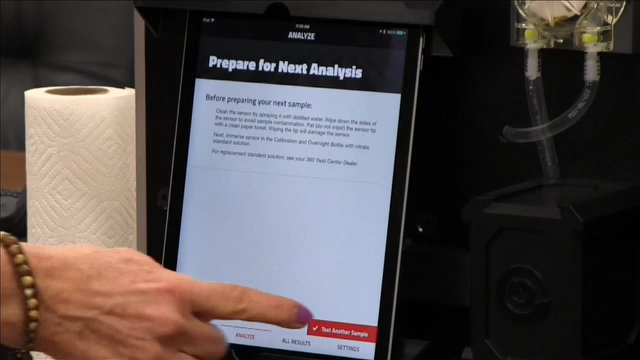 iPad
11:58 AM
ANALYZE
Prepare for Next Analysis
Before preparing your next sample:
Clean the sensor by spraying it with distilled water. Wipe down the sides of
the sensor to avoid sample contamination. Pat (do not wipe) the sensor tip
with a clean paper towel. Wiping the tip will damage the sensor.
Next, immerse sensor in the Calibration and Overnight Bottle with nitrate
standard solution.
For replacement standard solution, see your 360 Yield Center Dealer
✓ Test Another Sample
ANALYZE
ALL RESULTS
SETTINGS